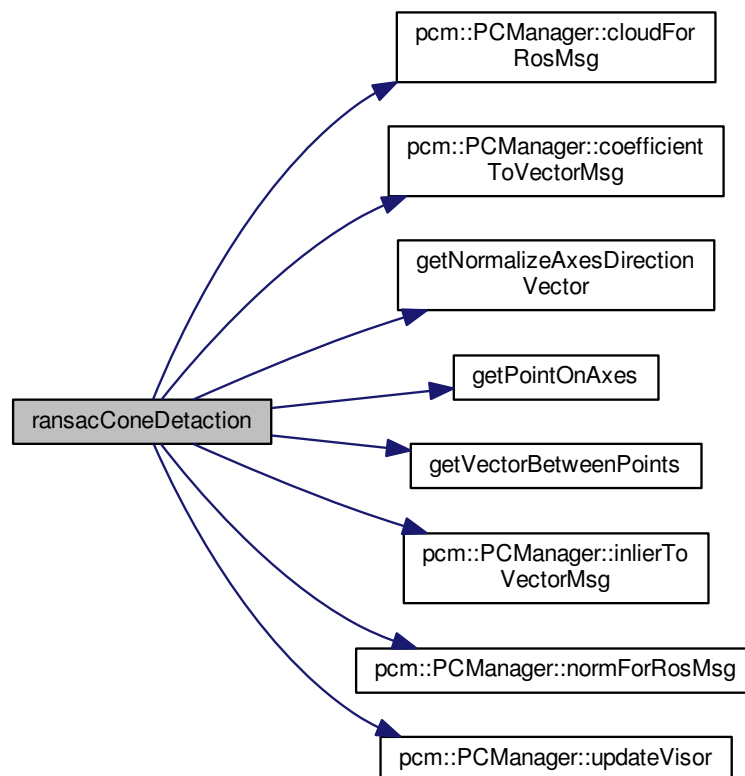 pcm::PCManager::cloudFor
RosMsg
pcm::PCManager::coefficient
ToVectorMsg
getNormalizeAxesDirection
Vector
getPointOnAxes
ransacConeDetaction
getVectorBetweenPoints
pcm::PCManager::inlierTo
VectorMsg
pcm::PCManager::normForRosMsg
pcm::PCManager::updateVisor